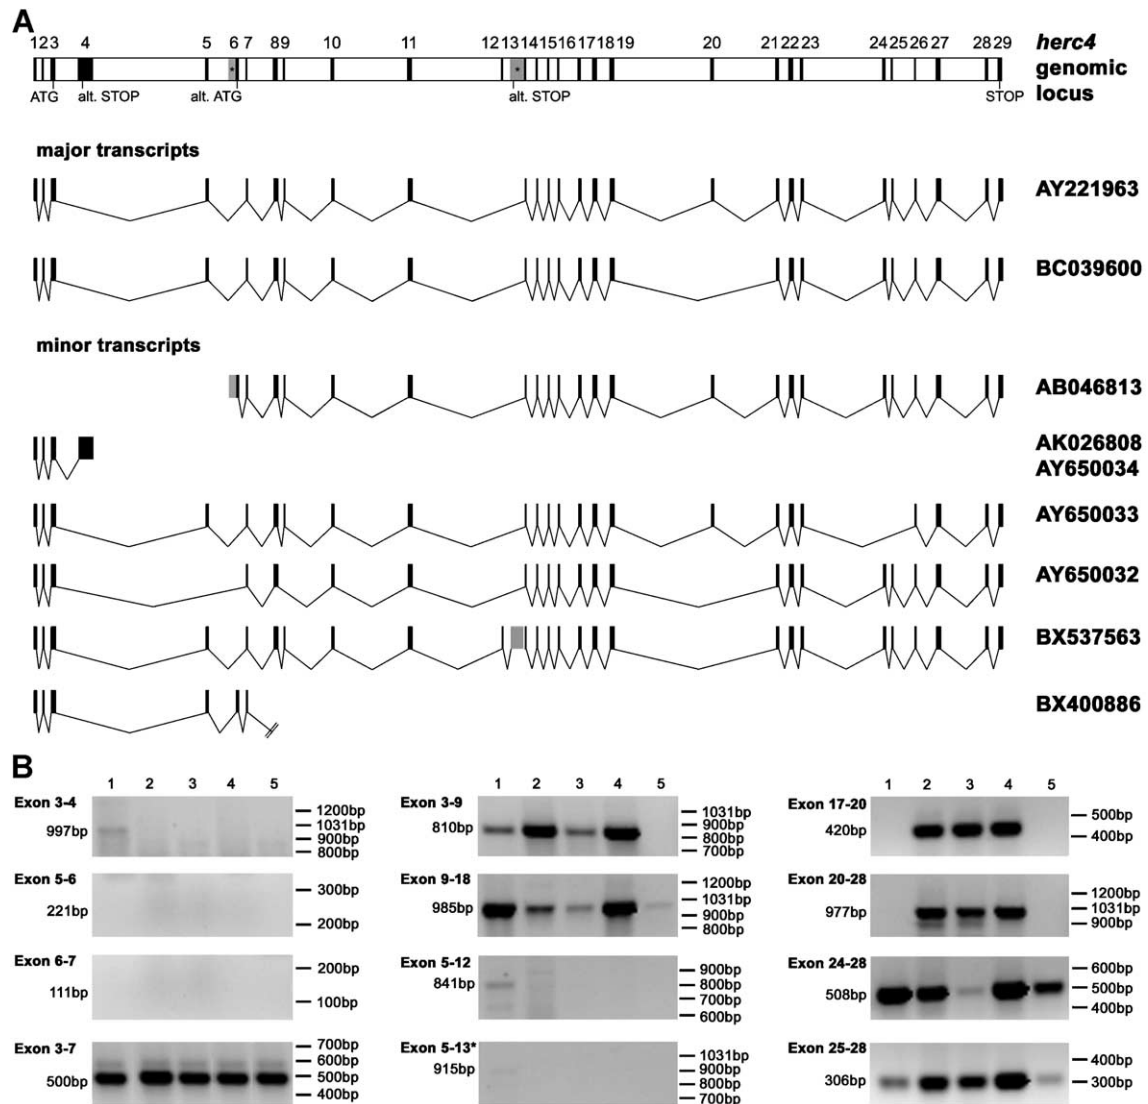 A
123 4 5 6 7 89 10 11 12 13 14 15 16 17 18 19 20 21 22 23 24 25 26 27 28 29 herc4
genomic
locus
ATG alt. STOP alt. ATG alt. STOP STOP
* *
major transcripts
AY221963
BC039600
minor transcripts
AB046813
AK026808
AY650034
AY650033
AY650032
BX537563
BX400886
B
1 2 3 4 5
Exon 3-4
997bp
1200bp
1031bp
900bp
800bp
Exon 5-6
221bp
300bp
200bp
Exon 6-7
111bp
200bp
100bp
Exon 3-7
500bp
700bp
600bp
500bp
400bp
1 2 3 4 5
Exon 3-9
810bp
1031bp
900bp
800bp
700bp
Exon 9-18
985bp
1200bp
1031bp
900bp
800bp
Exon 5-12
841bp
900bp
800bp
700bp
600bp
Exon 5-13*
915bp
1031bp
900bp
800bp
700bp
1 2 3 4 5
Exon 17-20
420bp
500bp
400bp
Exon 20-28
977bp
1200bp
1031bp
900bp
Exon 24-28
508bp
600bp
500bp
400bp
Exon 25-28
306bp
400bp
300bp